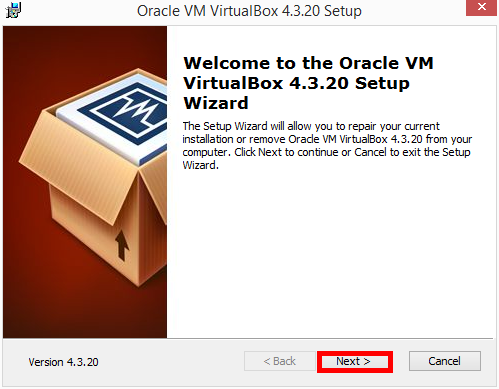 Oracle VM VirtualBox 4.3.20 Setup
Welcome to the Oracle VM
VirtualBox 4.3.20 Setup
Wizard
The Setup Wizard will allow you to repair your current
installation or remove Oracle VM VirtualBox 4.3.20 from your
computer. Click Next to continue or Cancel to exit the Setup
Wizard.
Version 4.3.20
< Back
Next >
Cancel